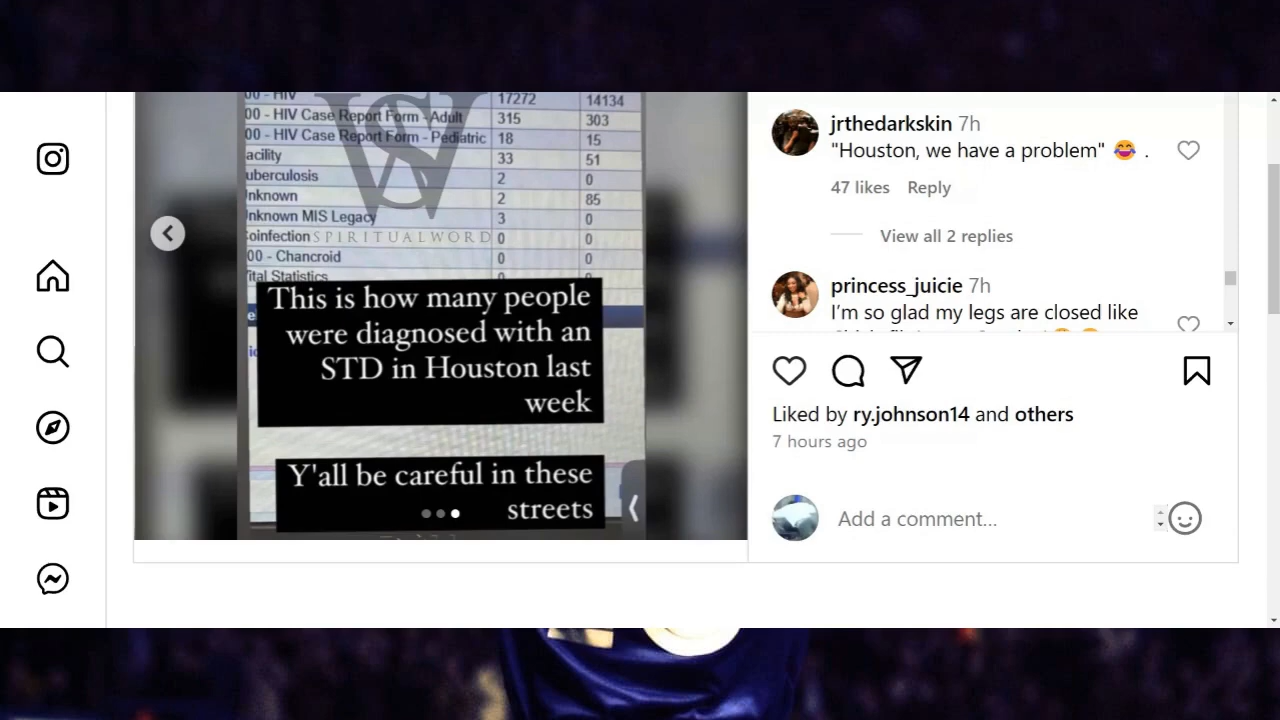 00 - HIV 17272 14134
00 - HIV Case Report Form - Adult 315 303
00 - HIV Case Report Form - Pediatric 18 15
acility 33 51
uberculosis 2 0
nknown 2 85
nknown MIS Legacy 3 0
oinfection 0 0
SPIRITUALWORD
00 - Chancroid 0 0
ital Statistics 0 0
This is how many people
were diagnosed with an
STD in Houston last
week
Y'all be careful in these
streets
jrthedarkskin 7h
"Houston, we have a problem" 😂 .
47 likes Reply
View all 2 replies
princess_juicie 7h
I'm so glad my legs are closed like
Liked by ry.johnson14 and others
7 hours ago
Add a comment...